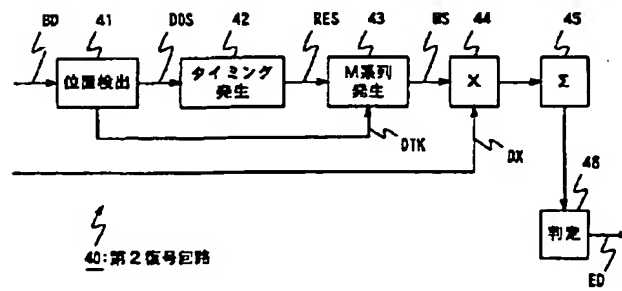 BD 41 DDS 42 RES 43 MS 44 45
位置検出
タイミング
発生
M系列
発生
X
Σ
DTK
DX
46
判定
ED
40:第2復号回路